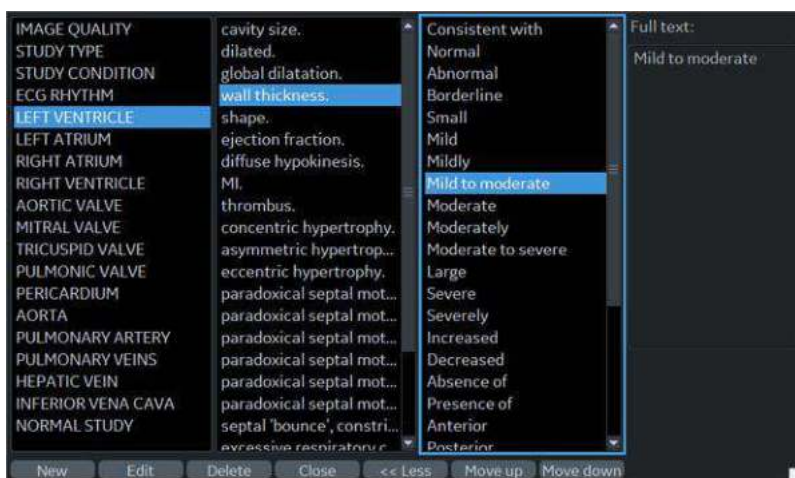 IMAGE QUALITY
STUDY TYPE
STUDY CONDITION
ECG RHYTHM
LEFT VENTRICLE
LEFT ATRIUM
RIGHT ATRIUM
RIGHT VENTRICLE
AORTIC VALVE
MITRAL VALVE
TRICUSPID VALVE
PULMONIC VALVE
PERICARDIUM
AORTA
PULMONARY ARTERY
PULMONARY VEINS
HEPATIC VEIN
INFERIOR VENA CAVA
NORMAL STUDY
cavity size.
dilated.
global dilatation.
wall thickness.
shape.
ejection fraction.
diffuse hypokinesis.
MI.
thrombus.
concentric hypertrophy.
asymmetric hypertrop...
eccentric hypertrophy.
paradoxical septal mot...
paradoxical septal mot...
paradoxical septal mot...
paradoxical septal mot...
paradoxical septal mot...
paradoxical septal mot...
septal 'bounce', constri...
excessive respiratory c...
Consistent with
Normal
Abnormal
Borderline
Small
Mild
Mildly
Mild to moderate
Moderate
Moderately
Moderate to severe
Large
Severe
Severely
Increased
Decreased
Absence of
Presence of
Anterior
Posterior
Full text:
Mild to moderate
New Edit Delete Close << Less Move up Move down